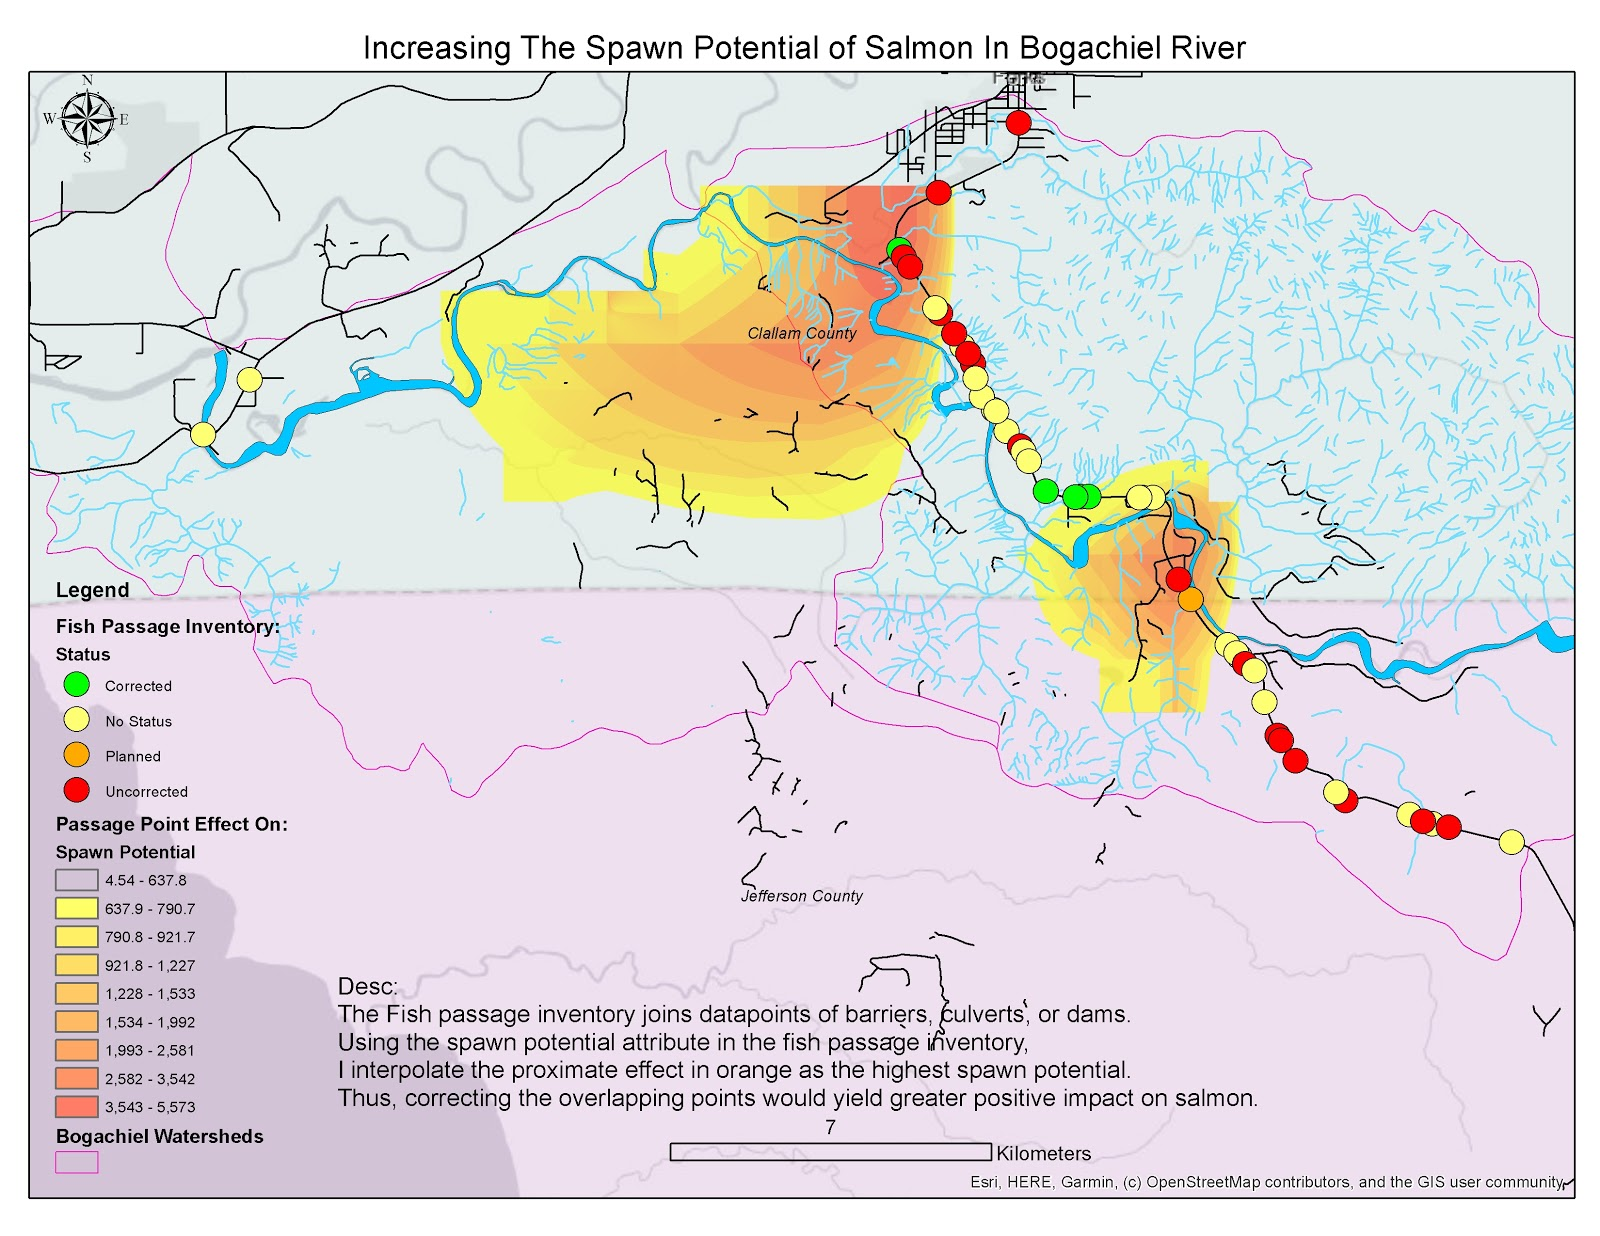 Increasing The Spawn Potential of Salmon In Bogachiel River
N
W E
S
Forks
Clallam County
Legend
Fish Passage Inventory:
Status
Corrected
No Status
Planned
Uncorrected
Passage Point Effect On:
Spawn Potential
4.54 - 637.8
637.9 - 790.7
790.8 - 921.7
921.8 - 1,227
1,228 - 1,533
1,534 - 1,992
1,993 - 2,581
2,582 - 3,542
3,543 - 5,573
Bogachiel Watersheds
Jefferson County
Desc:
The Fish passage inventory joins datapoints of barriers, culverts, or dams.
Using the spawn potential attribute in the fish passage inventory,
I interpolate the proximate effect in orange as the highest spawn potential.
Thus, correcting the overlapping points would yield greater positive impact on salmon.
7
Kilometers
Esri, HERE, Garmin, (c) OpenStreetMap contributors, and the GIS user community